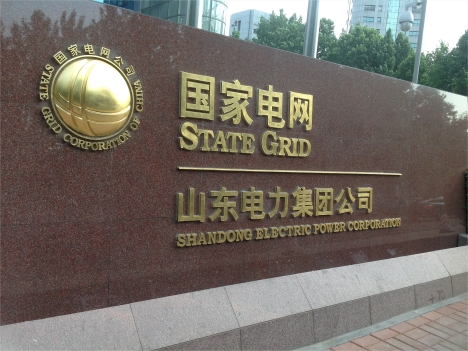 国家电网公司
STATE GRID CORPORATION OF CHINA
国家电网
STATE GRID
山东电力集团公司
SHANDONG ELECTRIC POWER CORPORATION